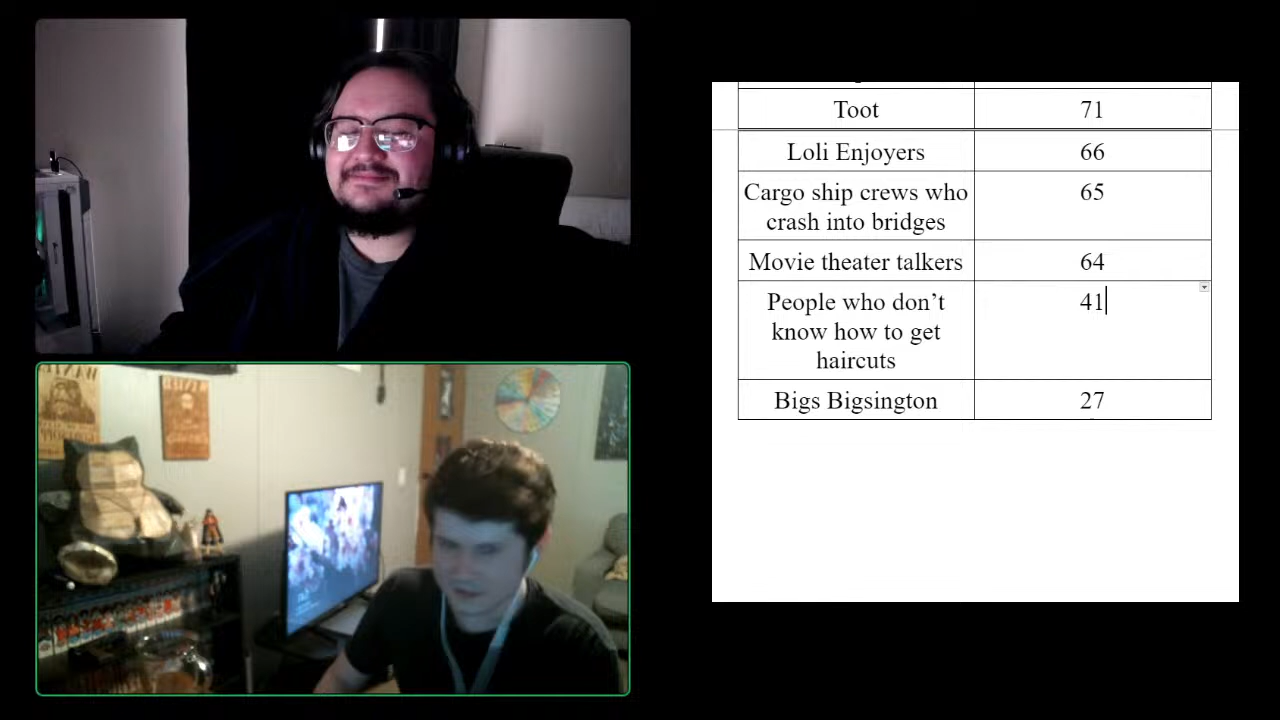 Toot 71
Loli Enjoyers 66
Cargo ship crews who 65
crash into bridges
Movie theater talkers 64
People who don’t 41
know how to get
haircuts
Bigs Bigsington 27
WANTED